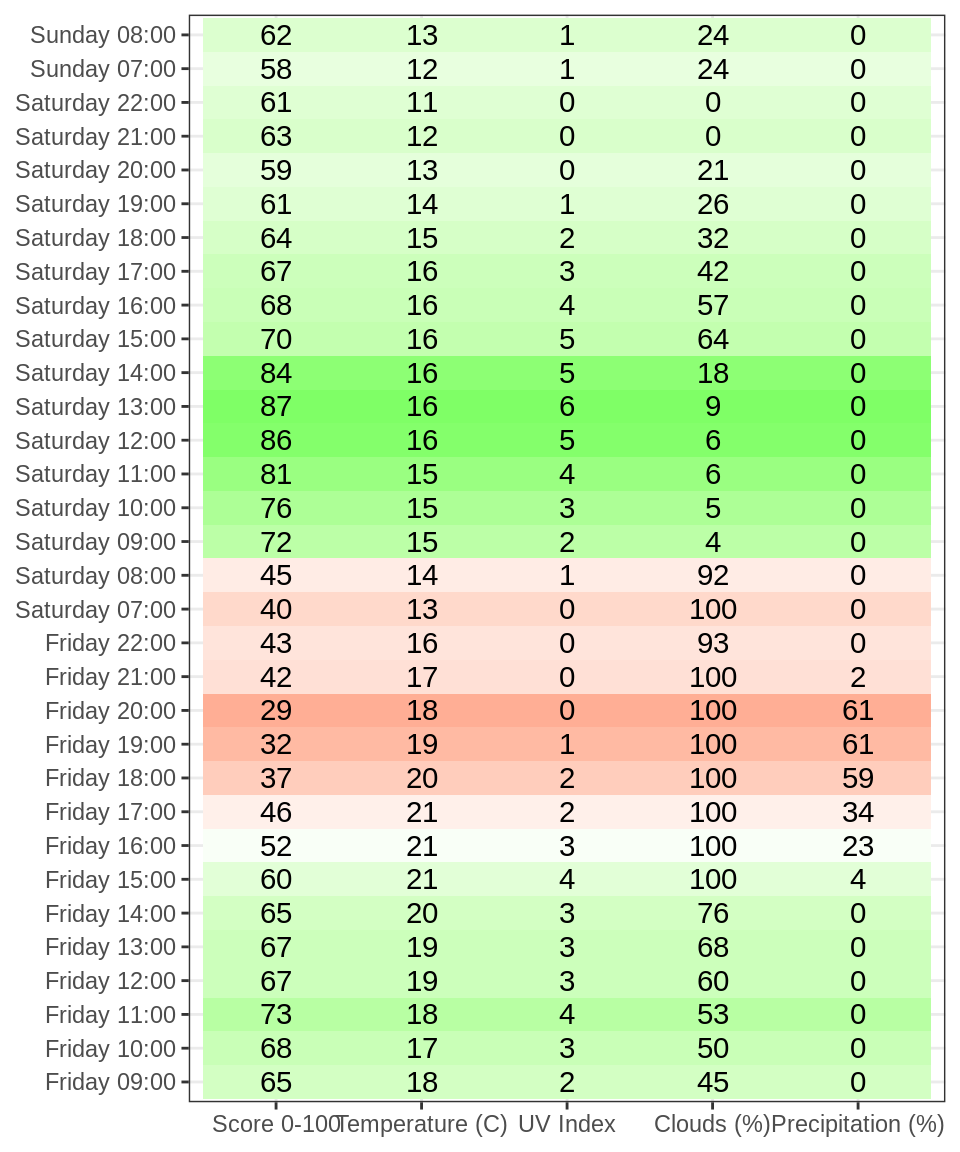 Sunday 08:00 62 13 1 24 0
Sunday 07:00 58 12 1 24 0
Saturday 22:00 61 11 0 0 0
Saturday 21:00 63 12 0 0 0
Saturday 20:00 59 13 0 21 0
Saturday 19:00 61 14 1 26 0
Saturday 18:00 64 15 2 32 0
Saturday 17:00 67 16 3 42 0
Saturday 16:00 68 16 4 57 0
Saturday 15:00 70 16 5 64 0
Saturday 14:00 84 16 5 18 0
Saturday 13:00 87 16 6 9 0
Saturday 12:00 86 16 5 6 0
Saturday 11:00 81 15 4 6 0
Saturday 10:00 76 15 3 5 0
Saturday 09:00 72 15 2 4 0
Saturday 08:00 45 14 1 92 0
Saturday 07:00 40 13 0 100 0
Friday 22:00 43 16 0 93 0
Friday 21:00 42 17 0 100 2
Friday 20:00 29 18 0 100 61
Friday 19:00 32 19 1 100 61
Friday 18:00 37 20 2 100 59
Friday 17:00 46 21 2 100 34
Friday 16:00 52 21 3 100 23
Friday 15:00 60 21 4 100 4
Friday 14:00 65 20 3 76 0
Friday 13:00 67 19 3 68 0
Friday 12:00 67 19 3 60 0
Friday 11:00 73 18 4 53 0
Friday 10:00 68 17 3 50 0
Friday 09:00 65 18 2 45 0
Score 0-100 Temperature (C) UV Index Clouds (%) Precipitation (%)